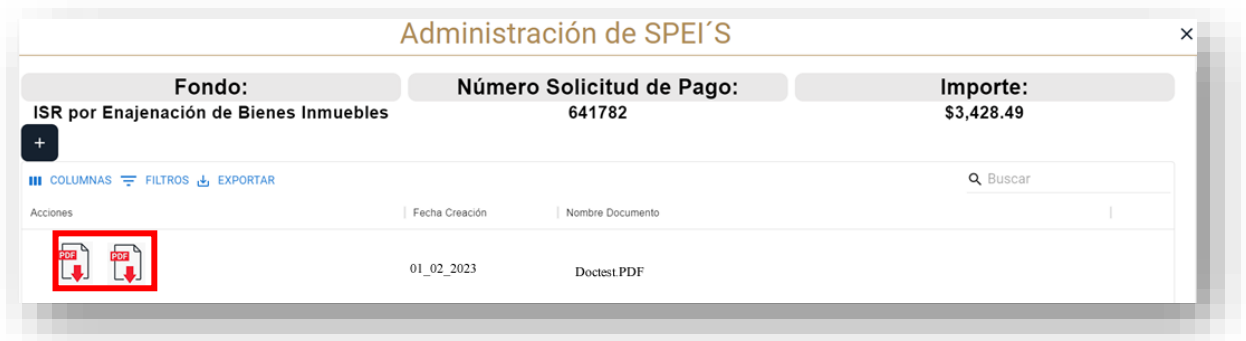 Administración de SPEI´S
×
Fondo: Número Solicitud de Pago: Importe:
ISR por Enajenación de Bienes Inmuebles 641782 $3,428.49
+
COLUMNAS FILTROS EXPORTAR Buscar
Acciones Fecha Creación Nombre Documento
PDF PDF
01_02_2023 Doctest.PDF